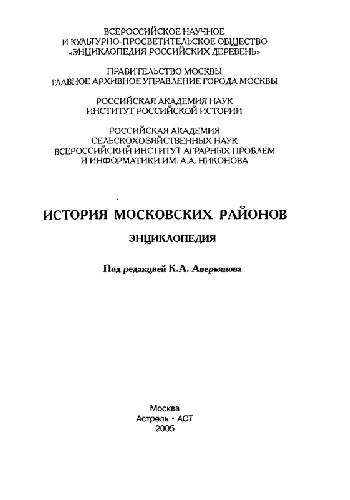 ВСЕРОССИЙСКОЕ НАУЧНОЕ
И КУЛЬТУРНО-ПРОСВЕТИТЕЛЬСКОЕ ОБЩЕСТВО
«ЭНЦИКЛОПЕДИЯ РОССИЙСКИХ ДЕРЕВЕНЬ»
ПРАВИТЕЛЬСТВО МОСКВЫ
ГЛАВНОЕ АРХИВНОЕ УПРАВЛЕНИЕ ГОРОДА МОСКВЫ
РОССИЙСКАЯ АКАДЕМИЯ НАУК
ИНСТИТУТ РОССИЙСКОЙ ИСТОРИИ
РОССИЙСКАЯ АКАДЕМИЯ
СЕЛЬСКОХОЗЯЙСТВЕННЫХ НАУК
ВСЕРОССИЙСКИЙ ИНСТИТУТ АГРАРНЫХ ПРОБЛЕМ
И ИНФОРМАТИКИ ИМ. А.А. НИКОНОВА
ИСТОРИЯ МОСКОВСКИХ РАЙОНОВ
ЭНЦИКЛОПЕДИЯ
Под редакцией К.А. Аверьянова
Москва
Астрель • АСТ
2005